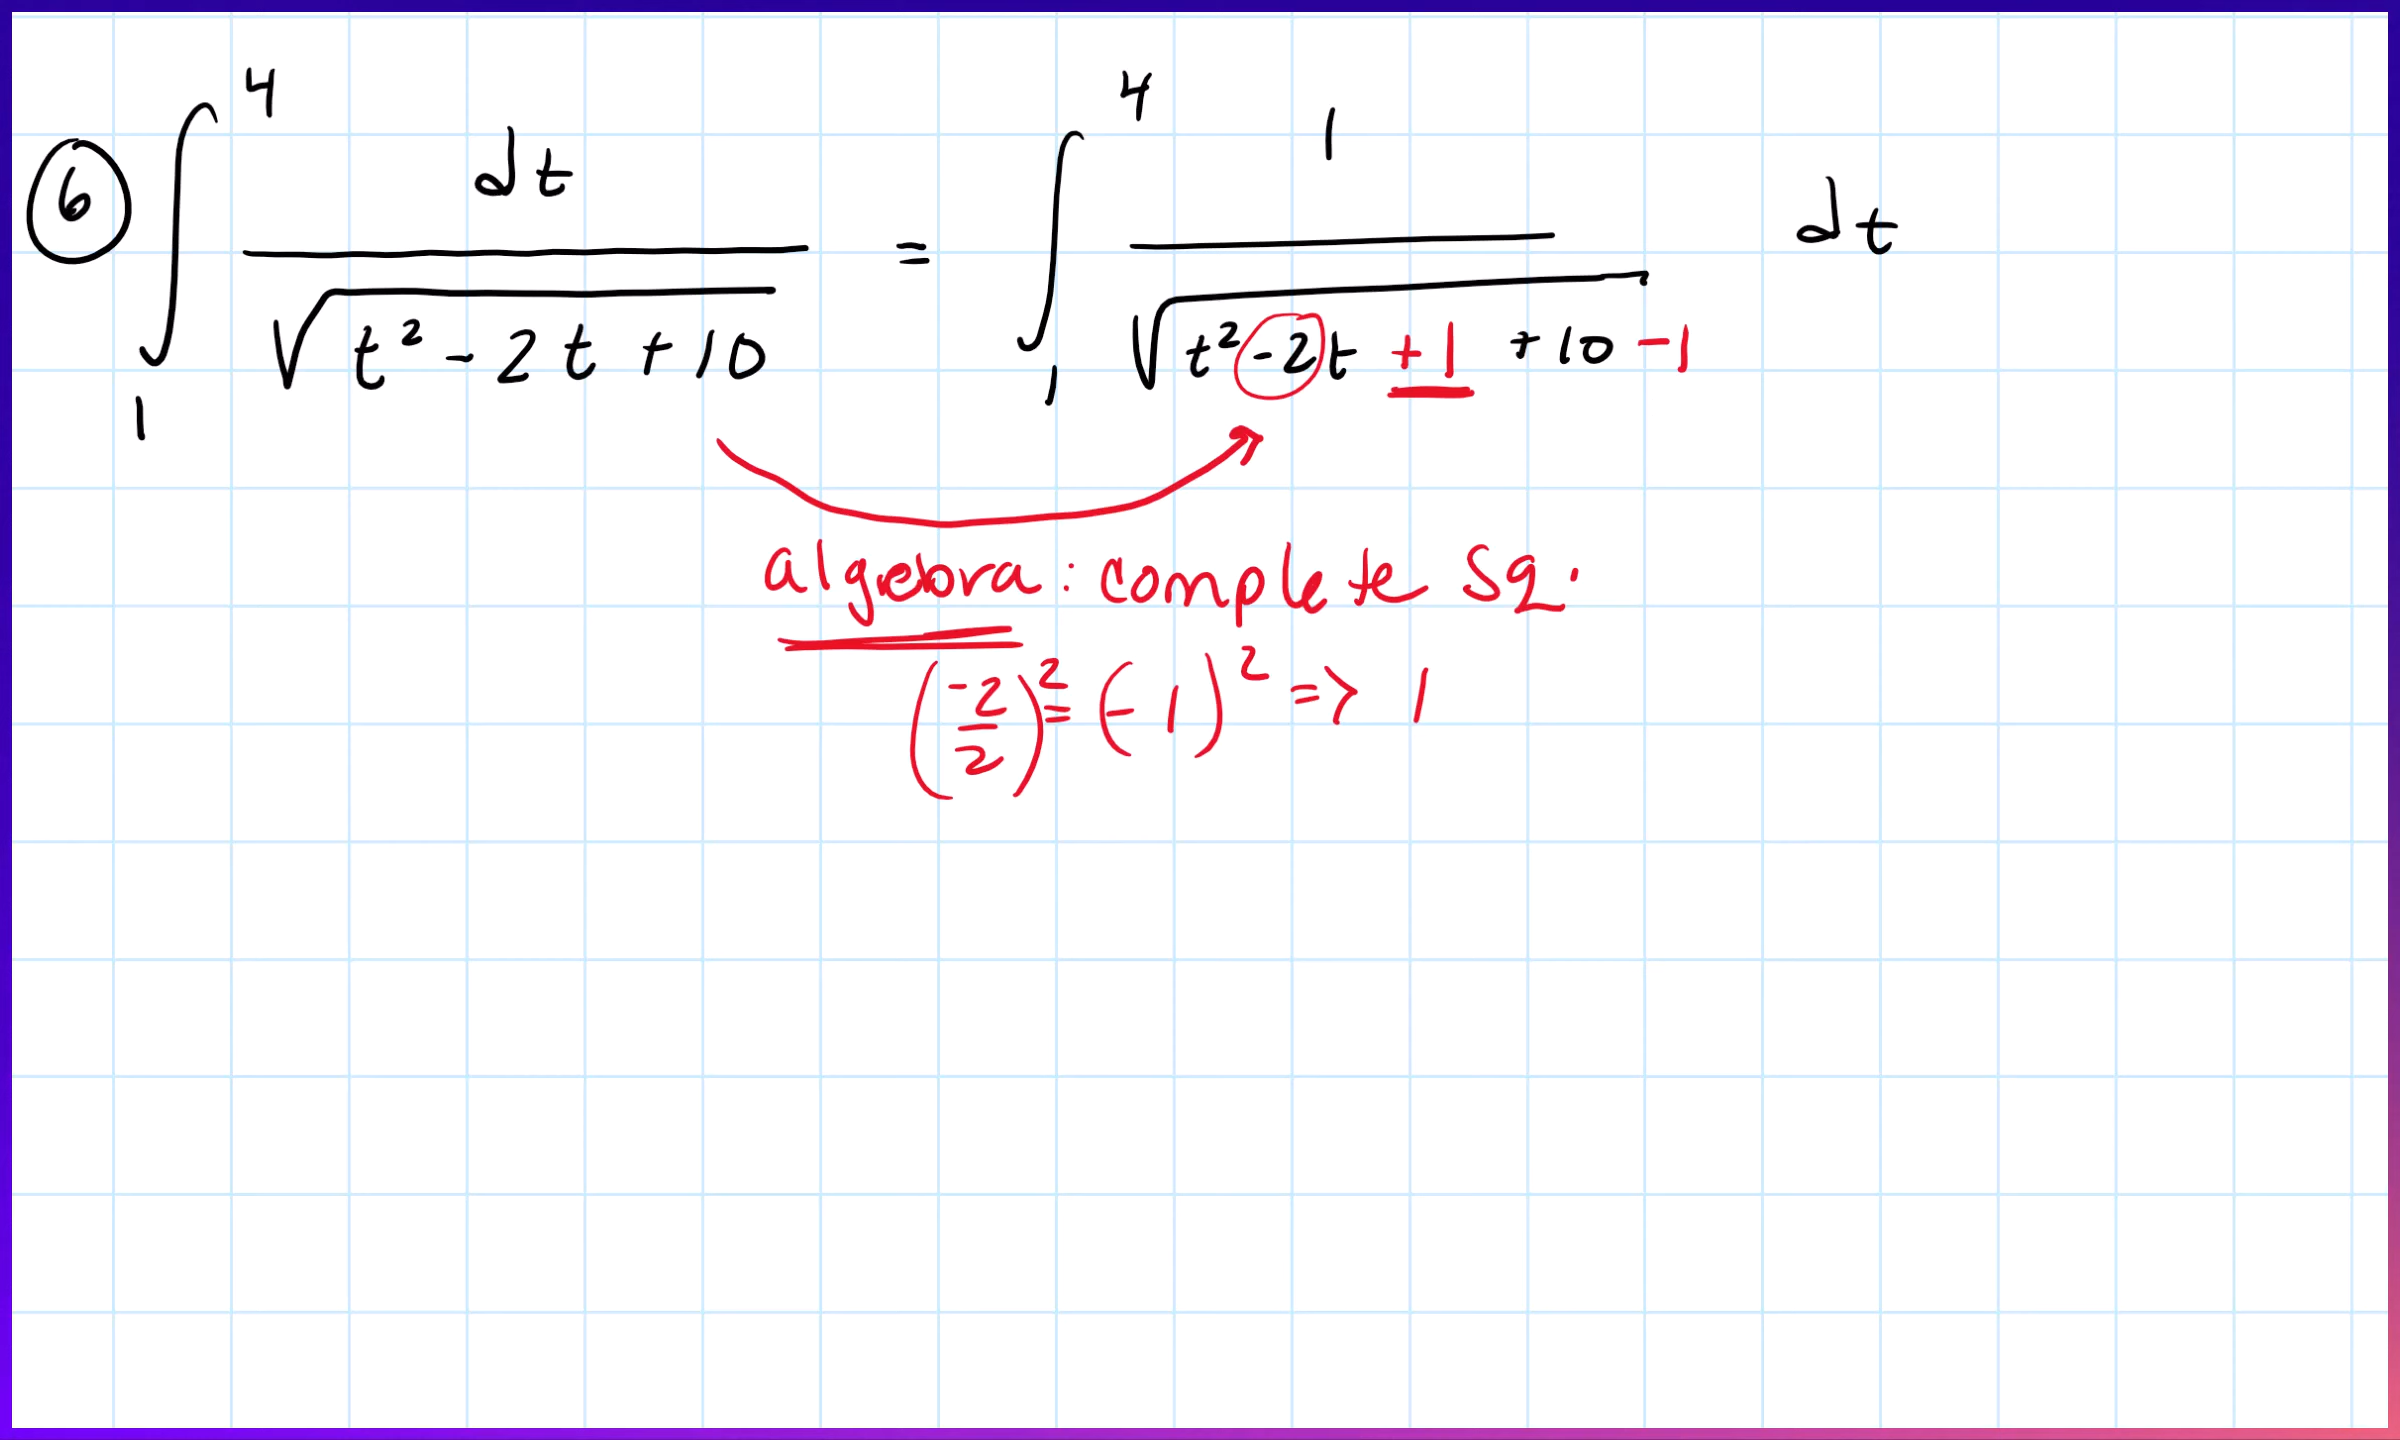 ⑥ ∫₁⁴ dt / √(t² - 2t + 10) = ∫₁⁴ 1 / √(t² - 2t + 1 + 10 - 1) dt
algebra : complete sq.
(-2/2)² = (-1)² => 1